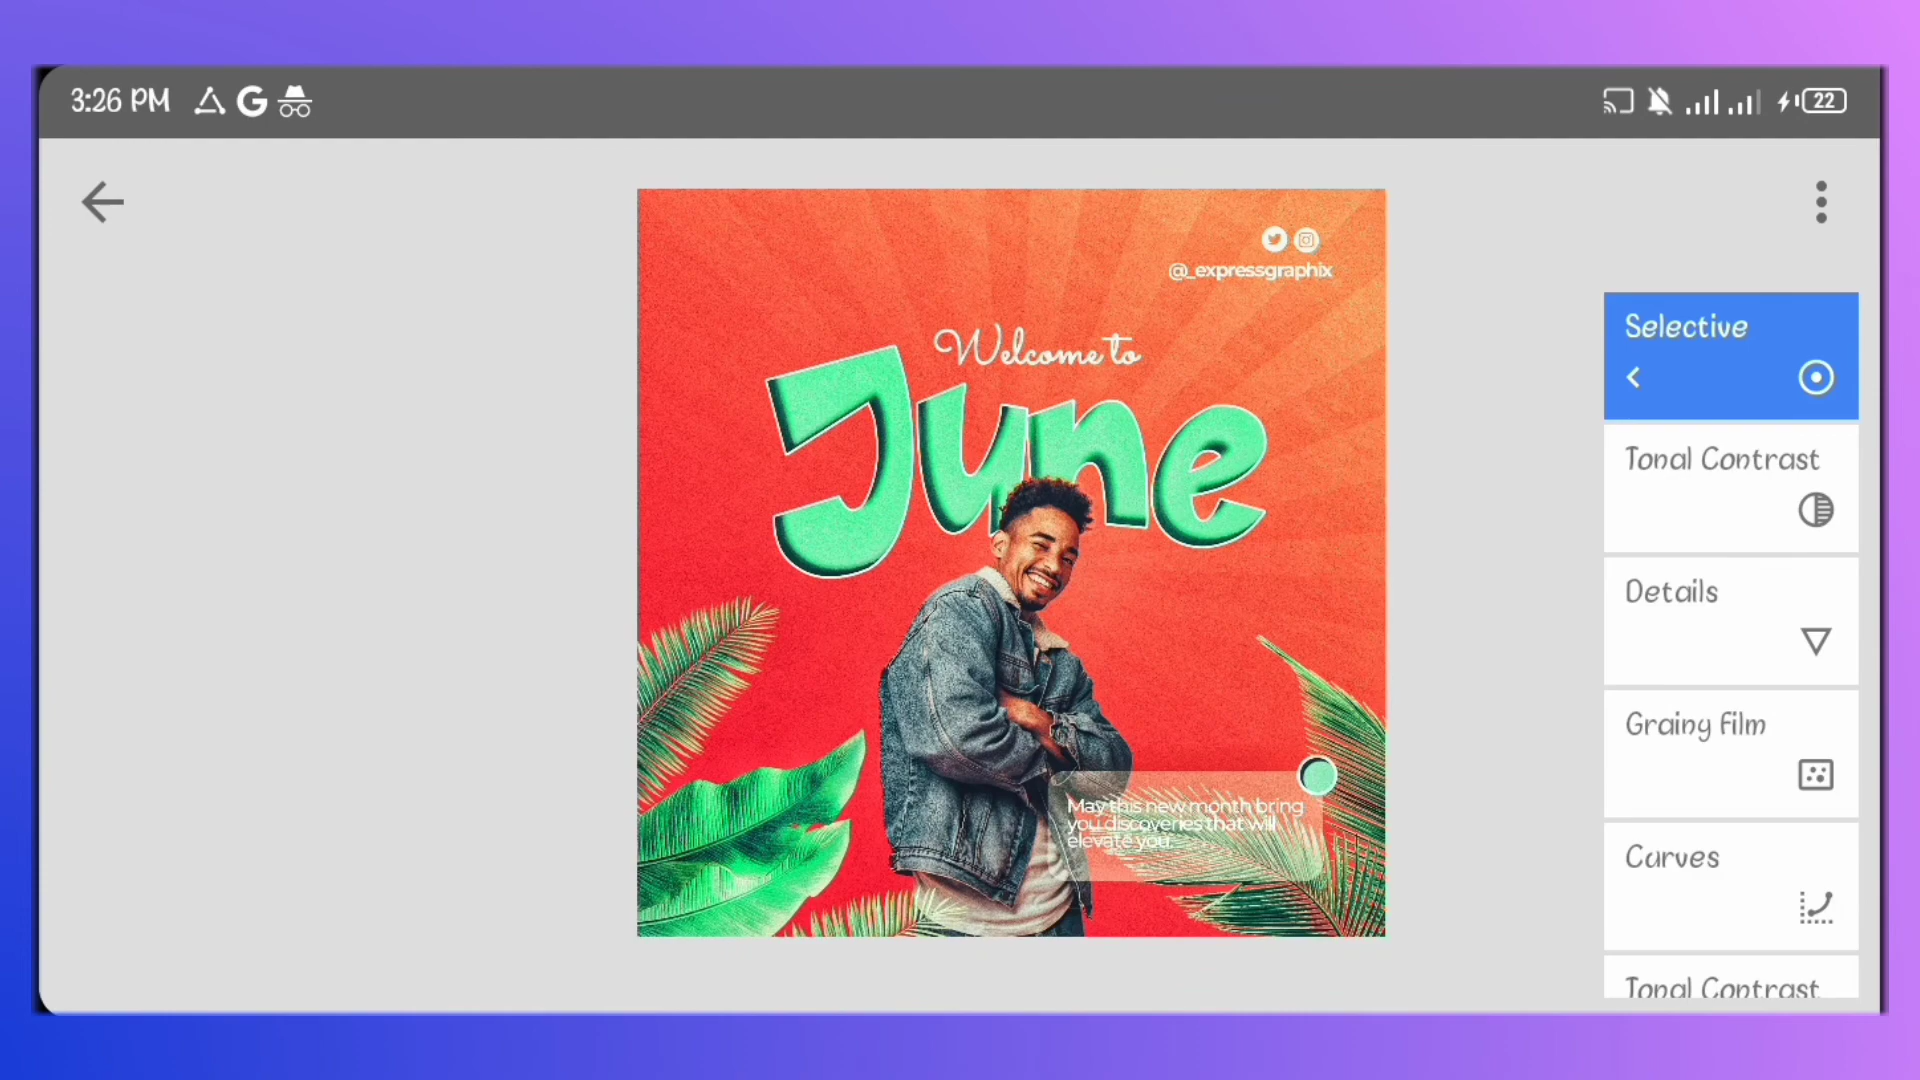 3:26 PM
22
@_expressgraphix
Welcome to
June
May this new month bring
you discoveries that will
elevate you.
Selective
Tonal Contrast
Details
Grainy Film
Curves
Tonal Contrast